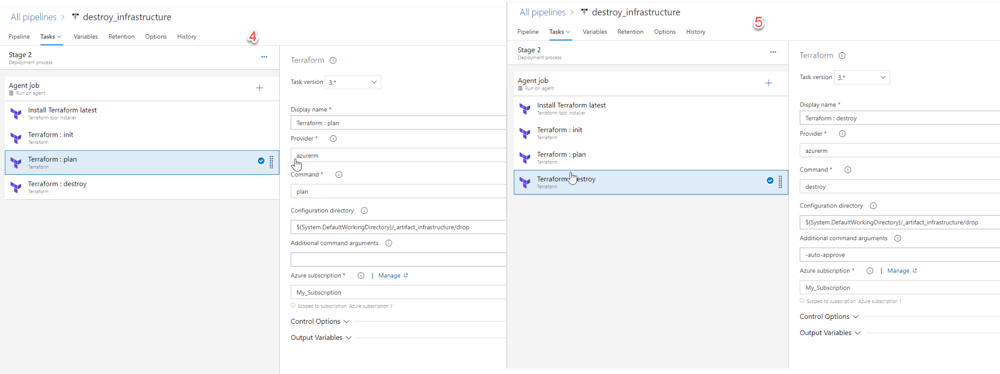 All pipelines > destroy_infrastructure
4
Pipeline Tasks Variables Retention Options History
Stage 2
Deployment process
Agent job
Run on agent
Install Terraform latest
Terraform tool installer
Terraform : init
Terraform
Terraform : plan
Terraform
Terraform : destroy
Terraform
Terraform
Task version 3.*
Display name *
Terraform : plan
Provider *
azurerm
Command *
plan
Configuration directory
$(System.DefaultWorkingDirectory)/_artifact_infrastructure/drop
Additional command arguments
Azure subscription * | Manage
My_Subscription
Scoped to subscription 'Azure subscription 1'
Control Options
Output Variables
All pipelines > destroy_infrastructure
5
Pipeline Tasks Variables Retention Options History
Stage 2
Deployment process
Agent job
Run on agent
Install Terraform latest
Terraform tool installer
Terraform : init
Terraform
Terraform : plan
Terraform
Terraform estroy
Terraform
Terraform
Task version 3.*
Display name *
Terraform : destroy
Provider *
azurerm
Command *
destroy
Configuration directory
$(System.DefaultWorkingDirectory)/_artifact_infrastructure/drop
Additional command arguments
-auto-approve
Azure subscription * | Manage
My_Subscription
Scoped to subscription 'Azure subscription 1'
Control Options
Output Variables